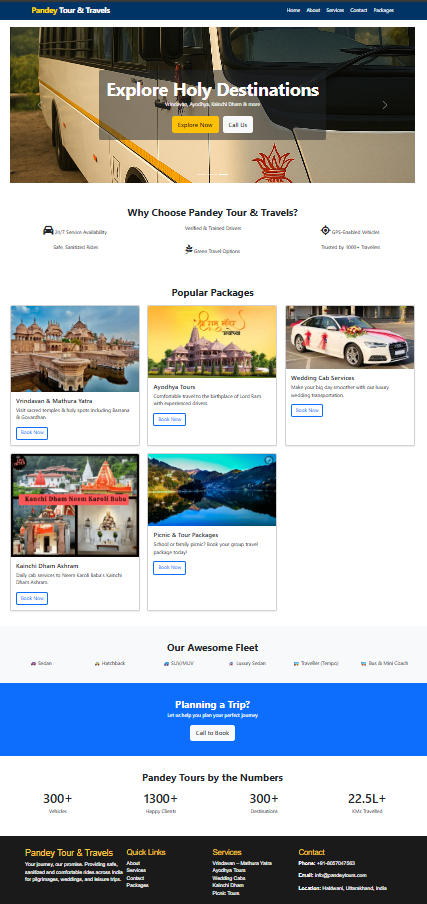 Pandey Tour & Travels
Home About Services Contact Packages
Explore Holy Destinations
Vrindavan, Ayodhya, Kainchi Dham & more
Explore Now Call Us
Why Choose Pandey Tour & Travels?
24/7 Service Availability
Verified & Trained Drivers
GPS-Enabled Vehicles
Safe, Sanitized Rides
Green Travel Options
Trusted by 1000+ Travelers
Popular Packages
Vrindavan & Mathura Yatra
Visit sacred temples & holy spots including Barsana
& Govardhan.
Book Now
Ayodhya Tours
Comfortable travel to the birthplace of Lord Ram
with experienced drivers.
Book Now
Wedding Cab Services
Make your big day smoother with our luxury
wedding transportation.
Book Now
Kanchi Dham Neem Karoli Baba
Kainchi Dham Ashram
Daily cab services to Neem Karoli Baba's Kainchi
Dham Ashram.
Book Now
Picnic & Tour Packages
School or family picnic? Book your group travel
package today!
Book Now
Our Awesome Fleet
Sedan
Hatchback
SUV/MUV
Luxury Sedan
Traveller (Tempo)
Bus & Mini Coach
Planning a Trip?
Let us help you plan your perfect journey
Call to Book
Pandey Tours by the Numbers
300+
Vehicles
1300+
Happy Clients
300+
Destinations
22.5L+
KMs Travelled
Pandey Tour & Travels
Your journey, our promise. Providing safe,
sanitized and comfortable rides across India
for pilgrimages, weddings, and leisure trips.
Quick Links
About
Services
Contact
Packages
Services
Vrindavan – Mathura Yatra
Ayodhya Tours
Wedding Cabs
Kainchi Dham
Picnic Tours
Contact
Phone: +91-8057047563
Email: info@pandeytours.com
Location: Haldwani, Uttarakhand, India